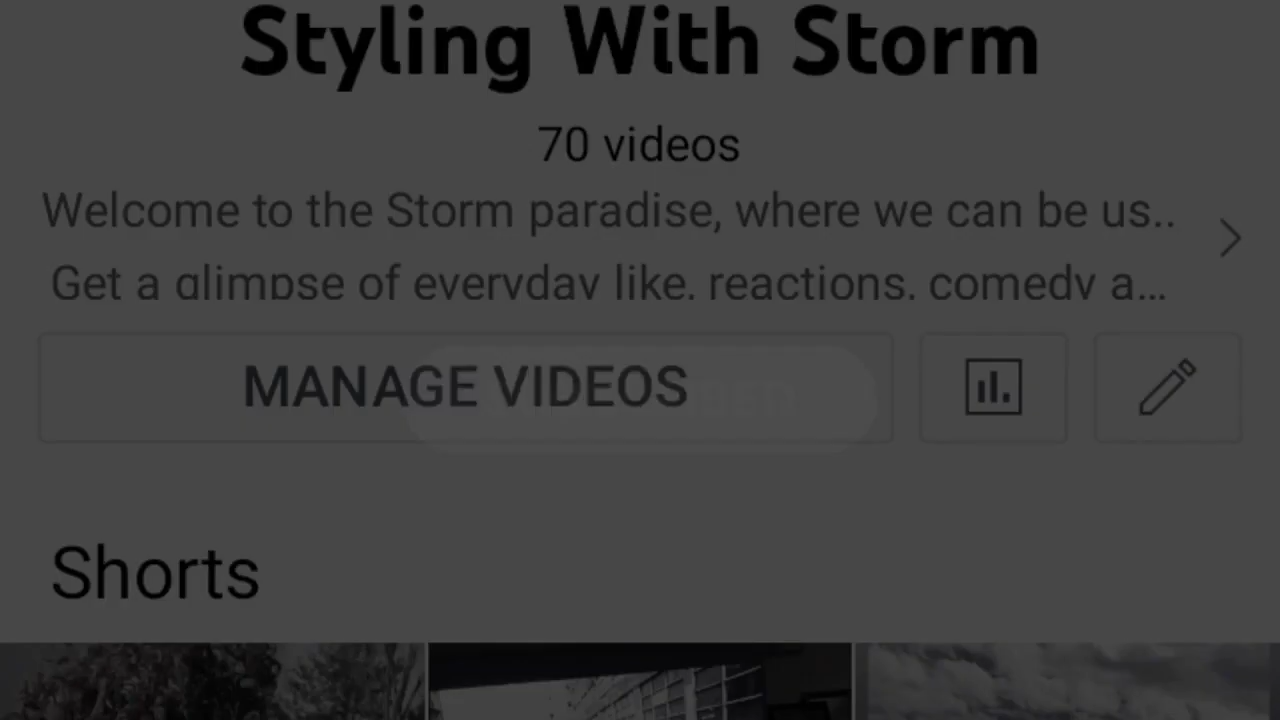 Styling With Storm
70 videos
Welcome to the Storm paradise, where we can be us..
Get a glimpse of everyday like, reactions, comedy a...
MANAGE VIDEOS
Shorts